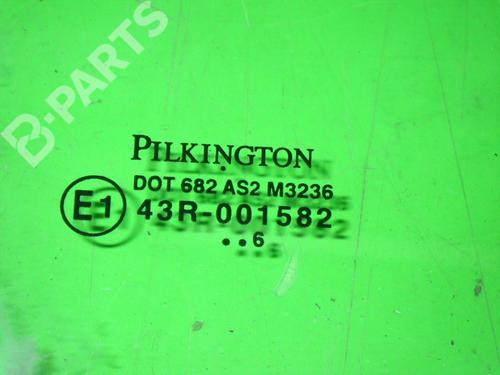 B-PARTS
PILKINGTON
DOT 682 AS2 M3236
E1 43R-001582
..6